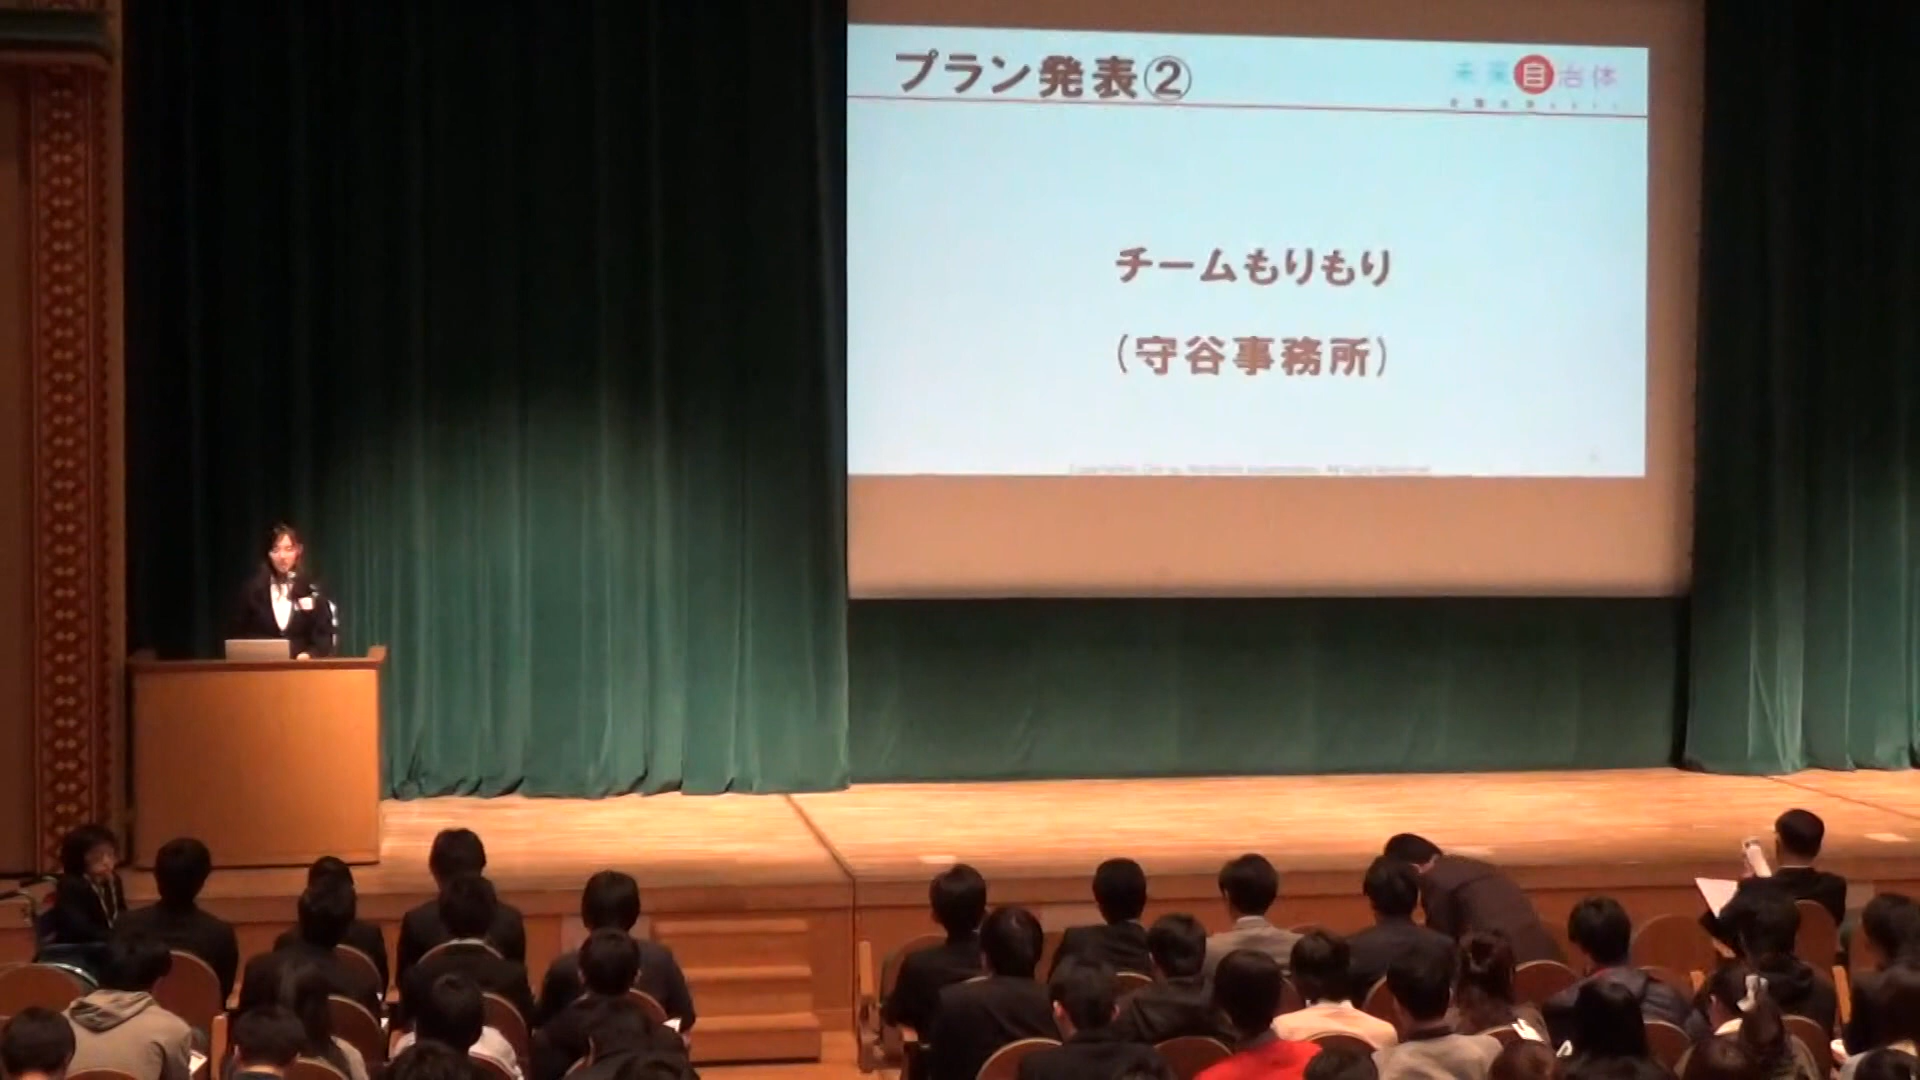 プラン発表②
未来自治体
チームもりもり
(守谷事務所)